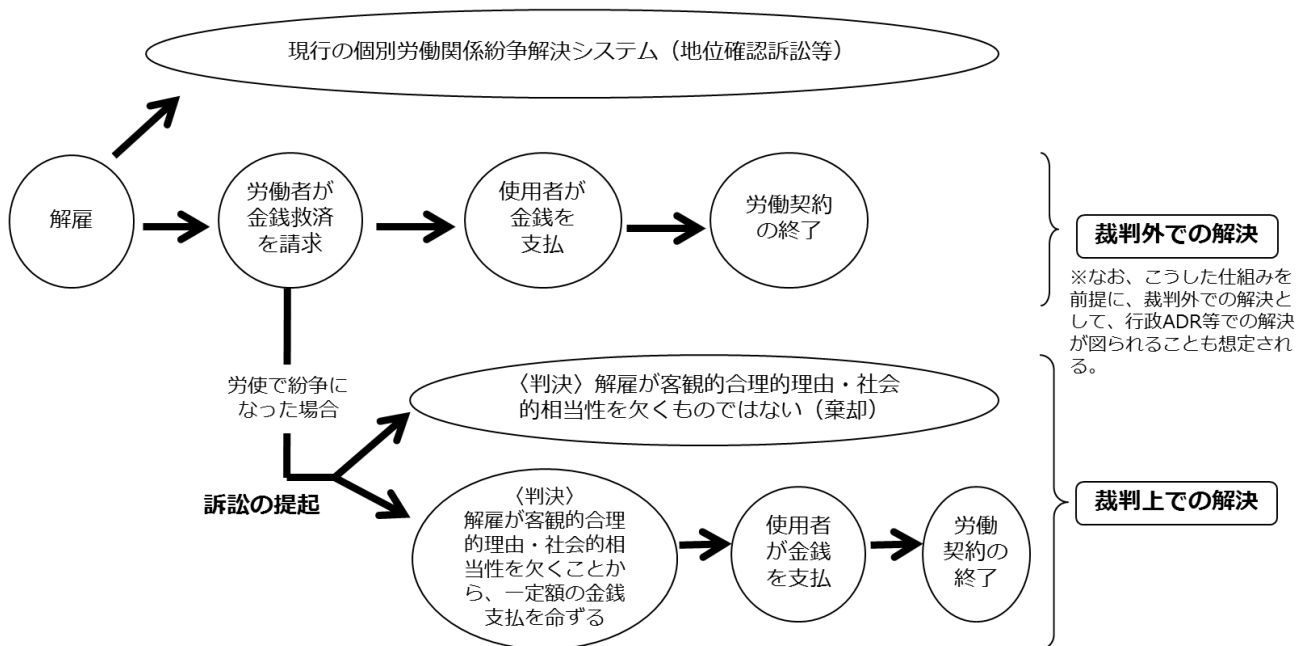 現行の個別労働関係紛争解決システム（地位確認訴訟等）
解雇
労働者が
金銭救済
を請求
使用者が
金銭を
支払
労働契約
の終了
裁判外での解決
※なお、こうした仕組みを
前提に、裁判外での解決と
して、行政ADR等での解決
が図られることも想定され
る。
労使で紛争に
なった場合
訴訟の提起
〈判決〉解雇が客観的合理的理由・社会
的相当性を欠くものではない（棄却）
〈判決〉
解雇が客観的合理
的理由・社会的相
当性を欠くことか
ら、一定額の金銭
支払を命ずる
使用者
が金銭
を支払
労働
契約の
終了
裁判上での解決